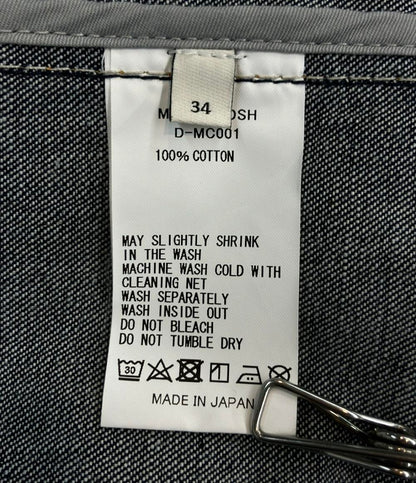 34
D-MC001
100% COTTON
MAY SLIGHTLY SHRINK
IN THE WASH
MACHINE WASH COLD WITH
CLEANING NET
WASH SEPARATELY
WASH INSIDE OUT
DO NOT BLEACH
DO NOT TUMBLE DRY
30
MADE IN JAPAN